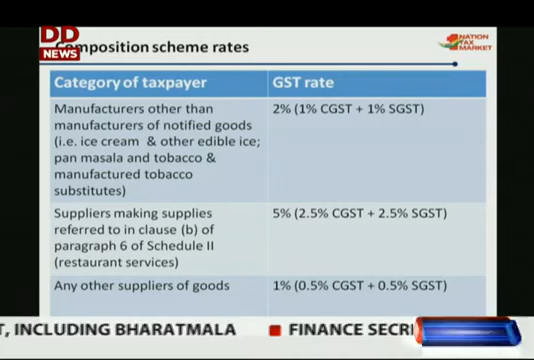 DD
NEWS
omposition scheme rates
NATION
TAX
MARKET
Category of taxpayer
GST rate
Manufacturers other than
manufacturers of notified goods
(i.e. ice cream & other edible ice;
pan masala and tobacco &
manufactured tobacco
substitutes)
2% (1% CGST + 1% SGST)
Suppliers making supplies
referred to in clause (b) of
paragraph 6 of Schedule II
(restaurant services)
5% (2.5% CGST + 2.5% SGST)
Any other suppliers of goods
1% (0.5% CGST + 0.5% SGST)
T, INCLUDING BHARATMALA
FINANCE SECR